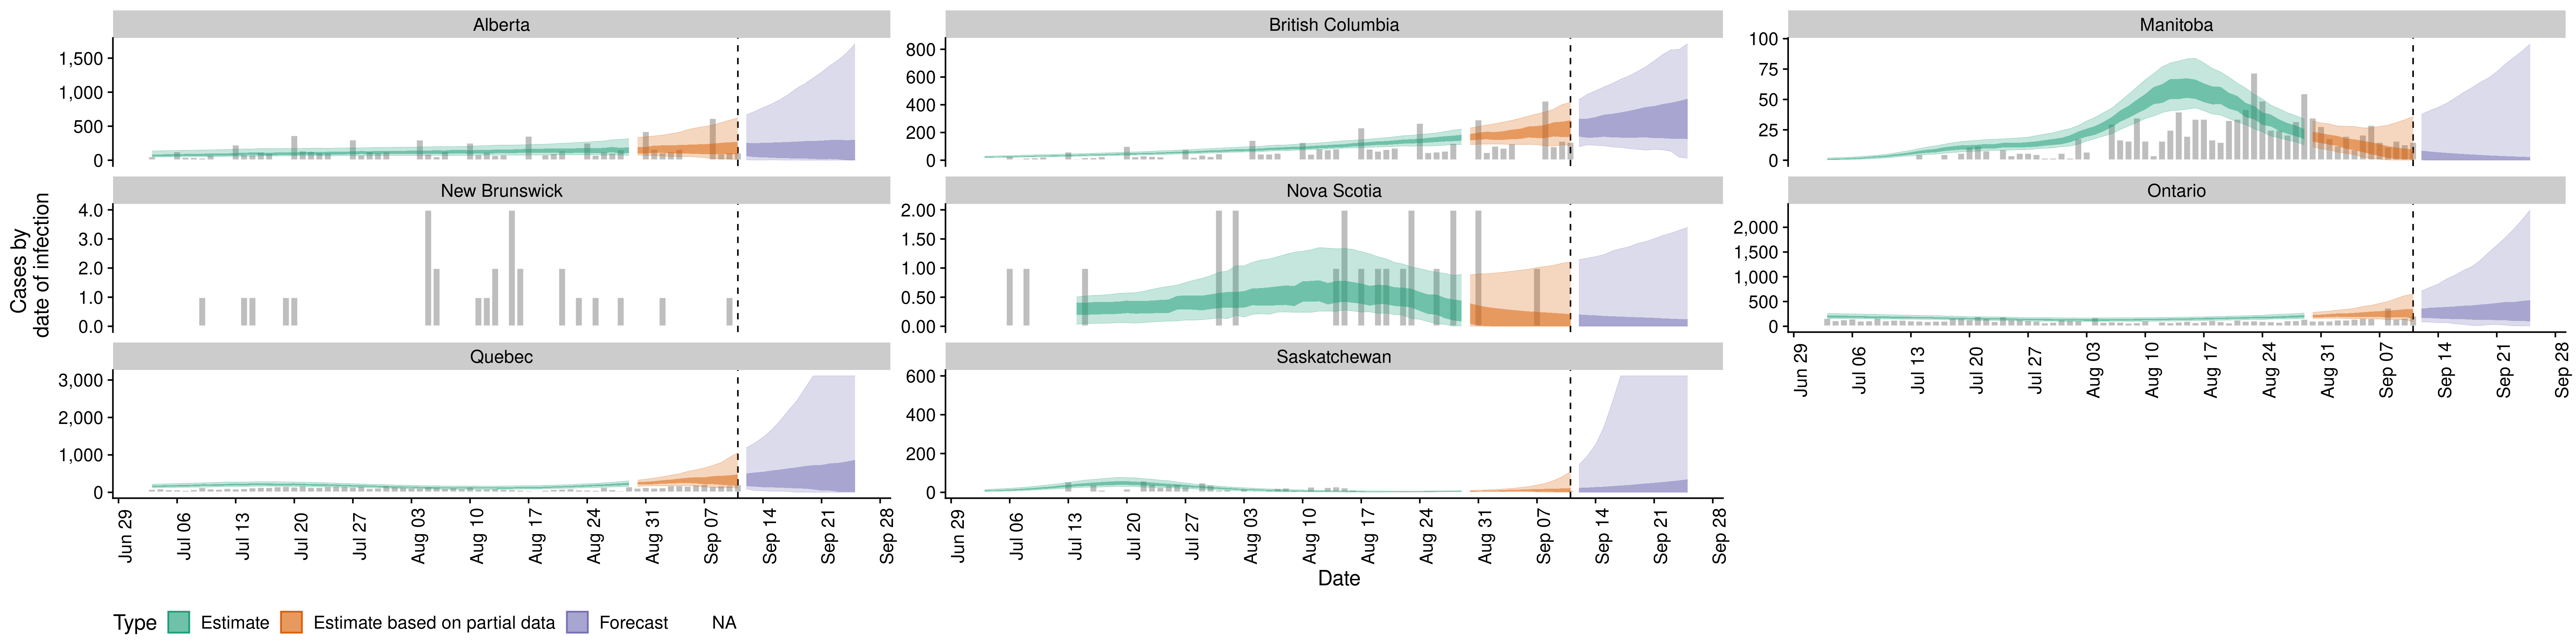 Alberta
British Columbia
Manitoba
1,500
1,000
500
0
800
600
400
200
0
100
75
50
25
0
New Brunswick
Nova Scotia
Ontario
4.0
3.0
2.0
1.0
0.0
2.00
1.50
1.00
0.50
0.00
2,000
1,500
1,000
500
0
Jun 29
Jul 06
Jul 13
Jul 20
Jul 27
Aug 03
Aug 10
Aug 17
Aug 24
Aug 31
Sep 07
Sep 14
Sep 21
Sep 28
Cases by
date of infection
Quebec
Saskatchewan
3,000
2,000
1,000
0
600
400
200
0
Jun 29
Jul 06
Jul 13
Jul 20
Jul 27
Aug 03
Aug 10
Aug 17
Aug 24
Aug 31
Sep 07
Sep 14
Sep 21
Sep 28
Jun 29
Jul 06
Jul 13
Jul 20
Jul 27
Aug 03
Aug 10
Aug 17
Aug 24
Aug 31
Sep 07
Sep 14
Sep 21
Sep 28
Date
Type Estimate Estimate based on partial data Forecast NA